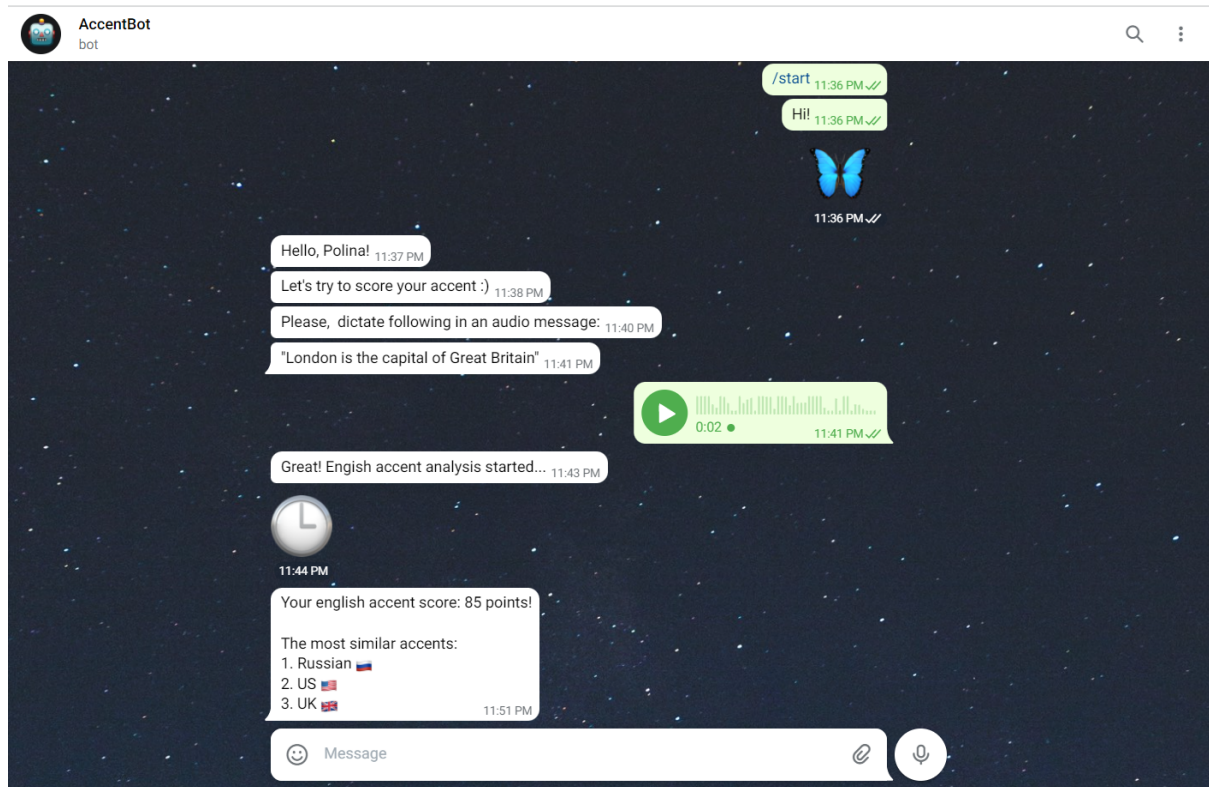 AccentBot
bot
/start 11:36 PM
Hi! 11:36 PM
11:36 PM
Hello, Polina! 11:37 PM
Let's try to score your accent :) 11:38 PM
Please,  dictate following in an audio message: 11:40 PM
"London is the capital of Great Britain" 11:41 PM
0:02 11:41 PM
Great! Engish accent analysis started... 11:43 PM
11:44 PM
Your english accent score: 85 points!
The most similar accents:
1. Russian
2. US
3. UK 11:51 PM
Message